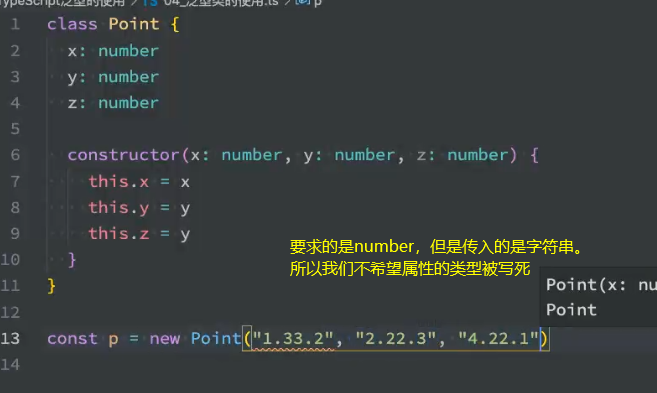 TypeScript泛型的使用 > TS 04_泛型类的使用.ts > p
1 class Point {
2 x: number
3 y: number
4 z: number
5
6 constructor(x: number, y: number, z: number) {
7 this.x = x
8 this.y = y
9 this.z = y
10 }
11 }
12
13 const p = new Point("1.33.2", "2.22.3", "4.22.1")
14
要求的是number，但是传入的是字符串。
所以我们不希望属性的类型被写死
Point(x: nu
Point